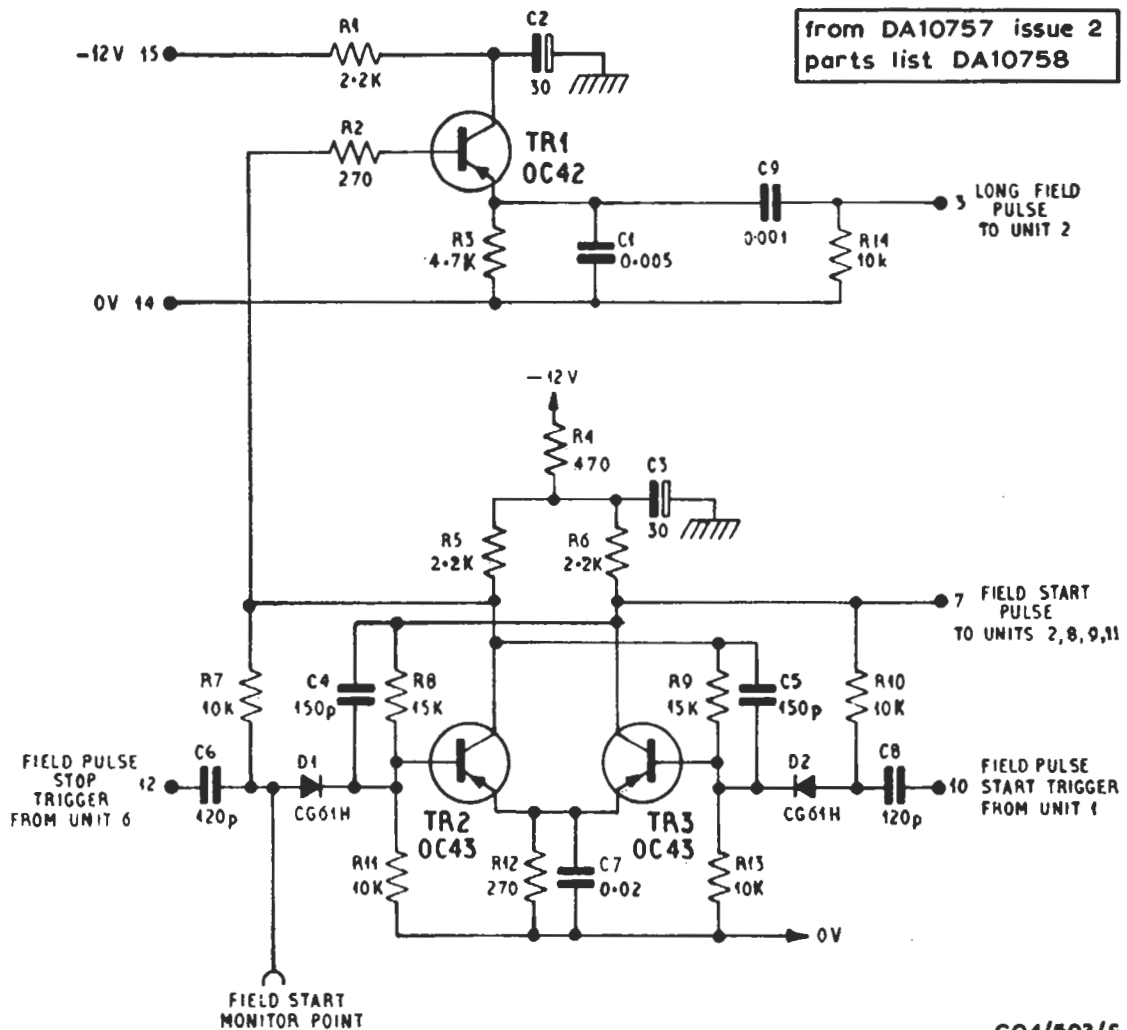 from DA10757 issue 2
parts list DA10758
R1
2.2K
C2
30
-12V 15
R2
270
TR1
OC42
C9
0.001
3 LONG FIELD
PULSE
TO UNIT 2
R3
4.7K
C1
0.005
R14
10k
0V 14
-12V
R4
470
C3
30
R5
2.2K
R6
2.2K
7 FIELD START
PULSE
TO UNITS 2,8,9,11
R7
10K
C4
150p
R8
15K
R9
15K
C5
150p
R10
10K
FIELD PULSE
STOP
TRIGGER
FROM UNIT 6
12
C6
120p
D1
CG61H
D2
CG61H
C8
120p
10 FIELD PULSE
START TRIGGER
FROM UNIT 1
TR2
OC43
TR3
OC43
R11
10K
R12
270
C7
0.02
R13
10K
0V
FIELD START
MONITOR POINT